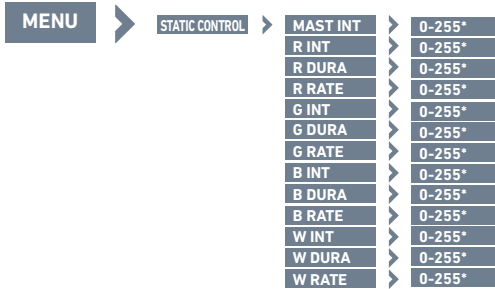 MENU STATIC CONTROL MAST INT 0-255*
R INT 0-255*
R DURA 0-255*
R RATE 0-255*
G INT 0-255*
G DURA 0-255*
G RATE 0-255*
B INT 0-255*
B DURA 0-255*
B RATE 0-255*
W INT 0-255*
W DURA 0-255*
W RATE 0-255*